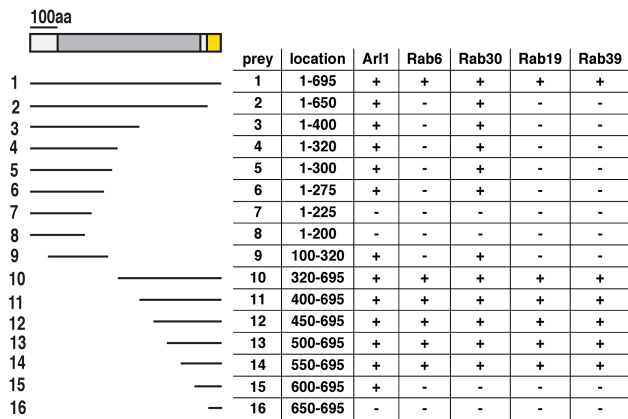 100aa
prey location Arl1 Rab6 Rab30 Rab19 Rab39
1 1 1-695 + + + + +
2 2 1-650 + - + - -
3 3 1-400 + - + - -
4 4 1-320 + - + - -
5 5 1-300 + - + - -
6 6 1-275 + - + - -
7 7 1-225 - - - - -
8 8 1-200 - - - - -
9 9 100-320 + - + - -
10 10 320-695 + + + + +
11 11 400-695 + + + + +
12 12 450-695 + + + + +
13 13 500-695 + + + + +
14 14 550-695 + + + + +
15 15 600-695 + - - - -
16 16 650-695 - - - - -